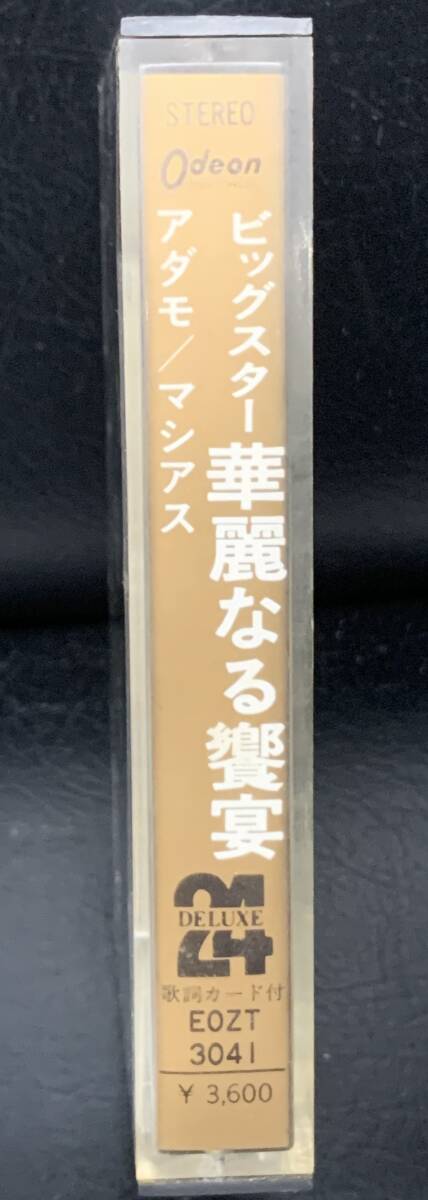 STEREO
Odeon
ビッグスター華麗なる饗宴
アダモ/マシアス
DELUXE
24
歌詞カード付
EOZT
3041
¥ 3,600